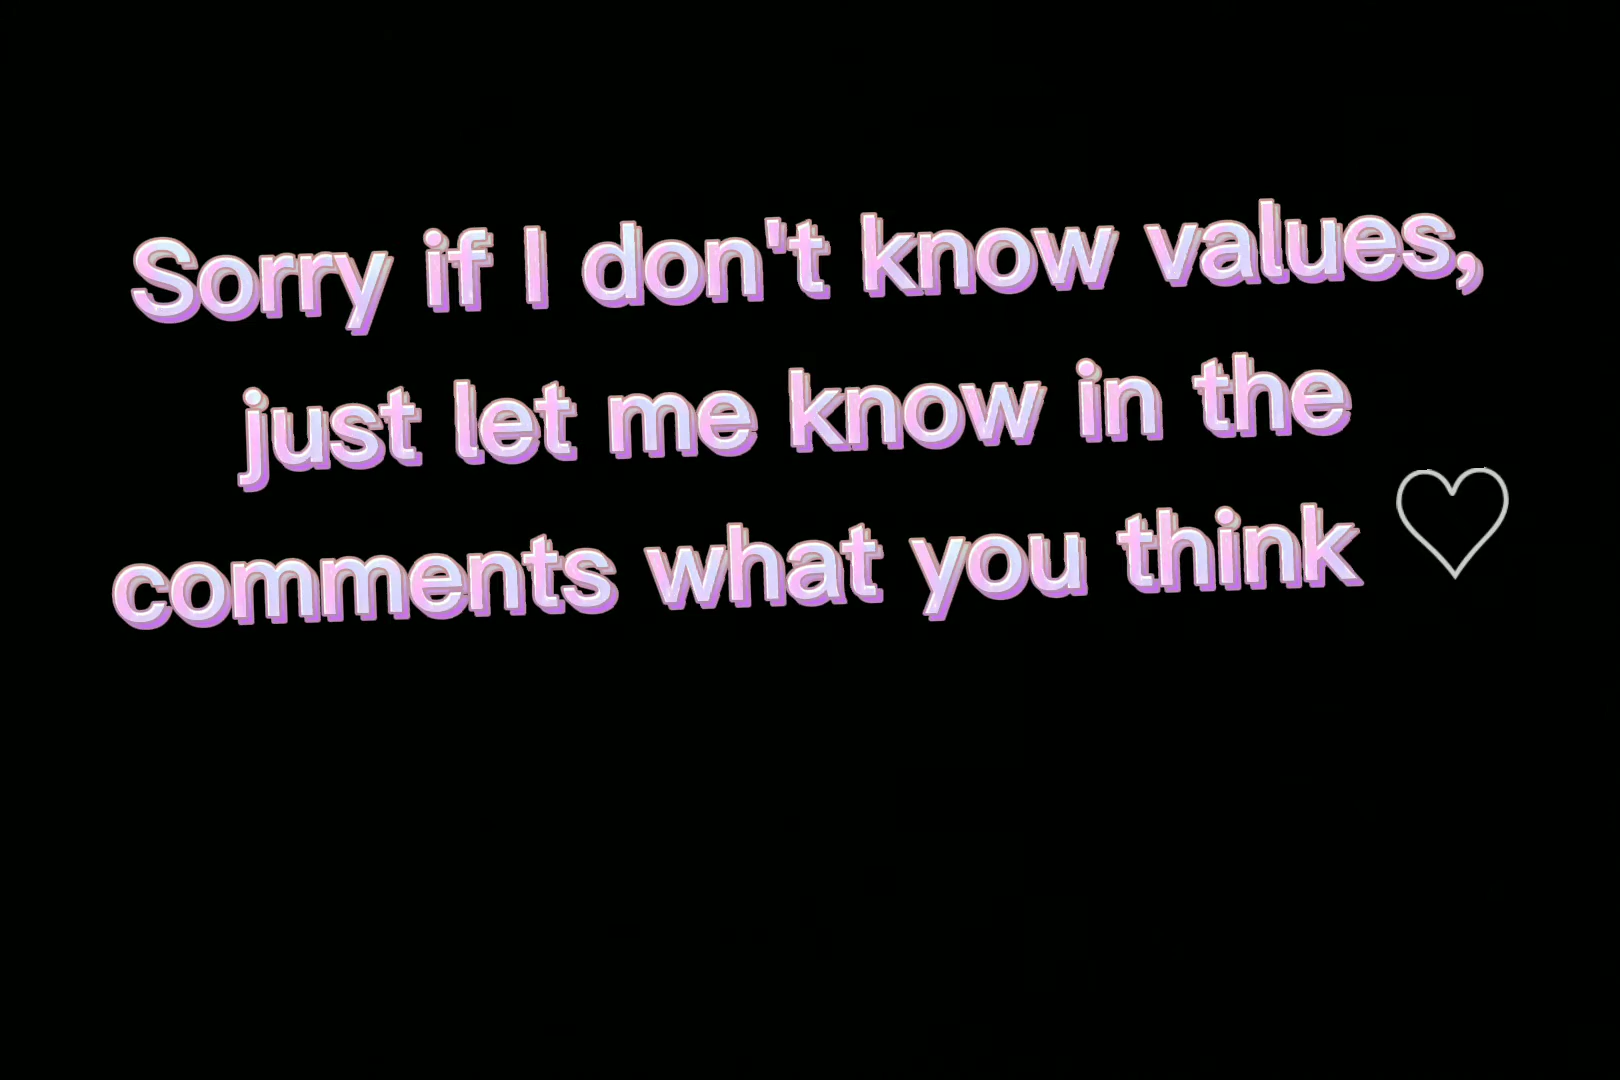 Sorry if I don't know values,
just let me know in the
comments what you think ♡